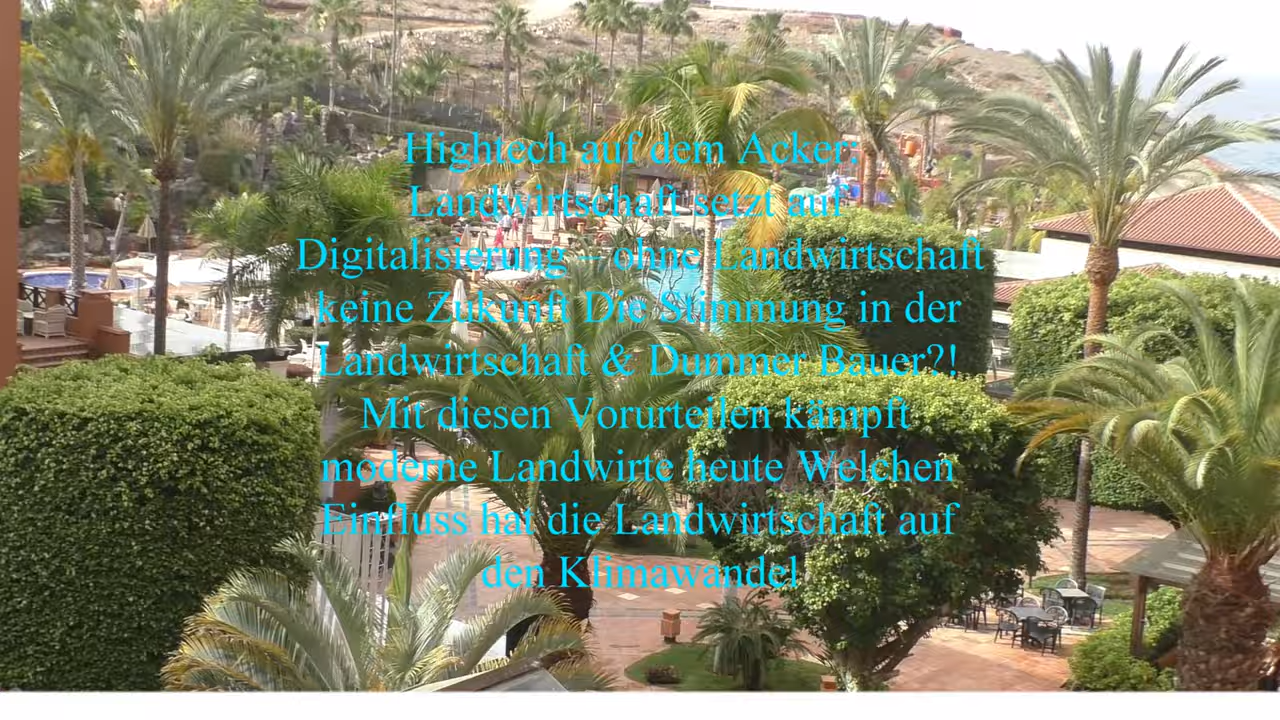 Hightech auf dem Acker:
Landwirtschaft setzt auf
Digitalisierung – ohne Landwirtschaft
keine Zukunft Die Stimmung in der
Landwirtschaft & Dummer Bauer?!
Mit diesen Vorurteilen kämpft
moderne Landwirte heute Welchen
Einfluss hat die Landwirtschaft auf
den Klimawandel